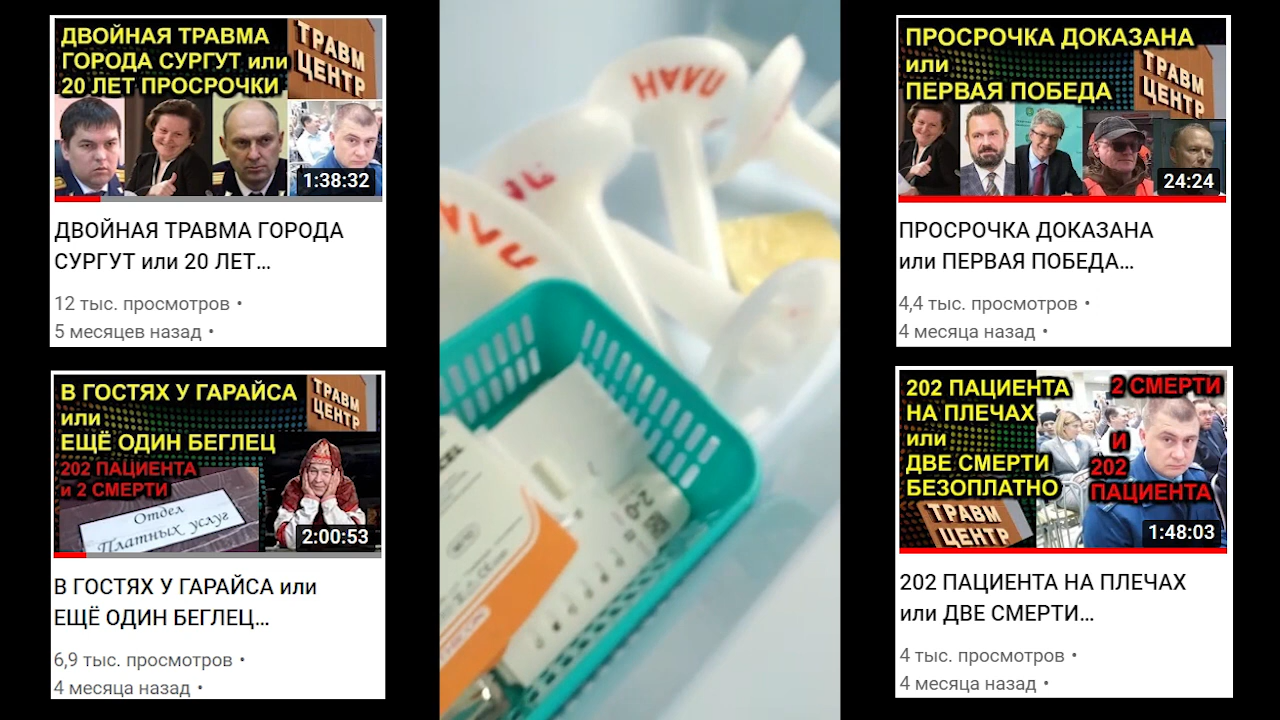 ДВОЙНАЯ ТРАВМА
ГОРОДА СУРГУТ или
20 ЛЕТ ПРОСРОЧКИ
ТРАВМ
ЦЕНТР
1:38:32
ДВОЙНАЯ ТРАВМА ГОРОДА
СУРГУТ или 20 ЛЕТ...
12 тыс. просмотров •
5 месяцев назад •
В ГОСТЯХ У ГАРАЙСА
или
ЕЩЁ ОДИН БЕГЛЕЦ
202 ПАЦИЕНТА
и 2 СМЕРТИ
ТРАВМ
ЦЕНТР
Отдел
Платных услуг
2:00:53
В ГОСТЯХ У ГАРАЙСА или
ЕЩЁ ОДИН БЕГЛЕЦ...
6,9 тыс. просмотров •
4 месяца назад •
ПРОСРОЧКА ДОКАЗАНА
или
ПЕРВАЯ ПОБЕДА
ТРАВМ
ЦЕНТР
24:24
ПРОСРОЧКА ДОКАЗАНА
или ПЕРВАЯ ПОБЕДА...
4,4 тыс. просмотров •
4 месяца назад •
202 ПАЦИЕНТА
НА ПЛЕЧАХ
или
ДВЕ СМЕРТИ
БЕЗОПЛАТНО
2 СМЕРТИ
И
202
ПАЦИЕНТА
ТРАВМ
ЦЕНТР
1:48:03
202 ПАЦИЕНТА НА ПЛЕЧАХ
или ДВЕ СМЕРТИ...
4 тыс. просмотров •
4 месяца назад •